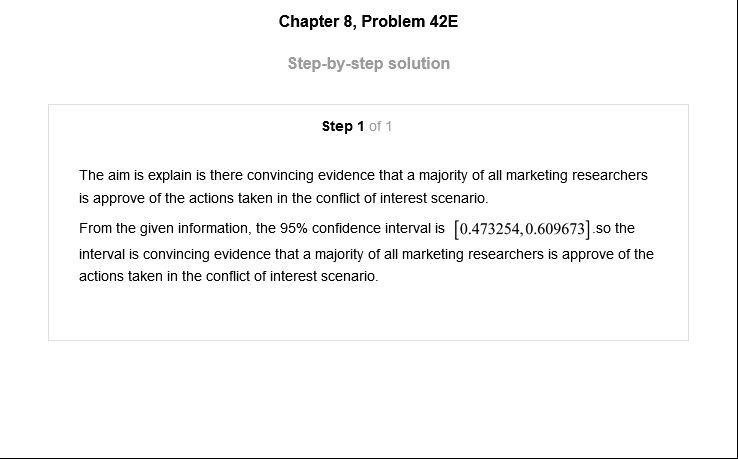 Chapter 8, Problem 42E
Step-by-step solution
Step 1 of 1
The aim is explain is there convincing evidence that a majority of all marketing researchers
is approve of the actions taken in the conflict of interest scenario.
From the given information, the 95% confidence interval is [0.473254,0.609673].so the
interval is convincing evidence that a majority of all marketing researchers is approve of the
actions taken in the conflict of interest scenario.